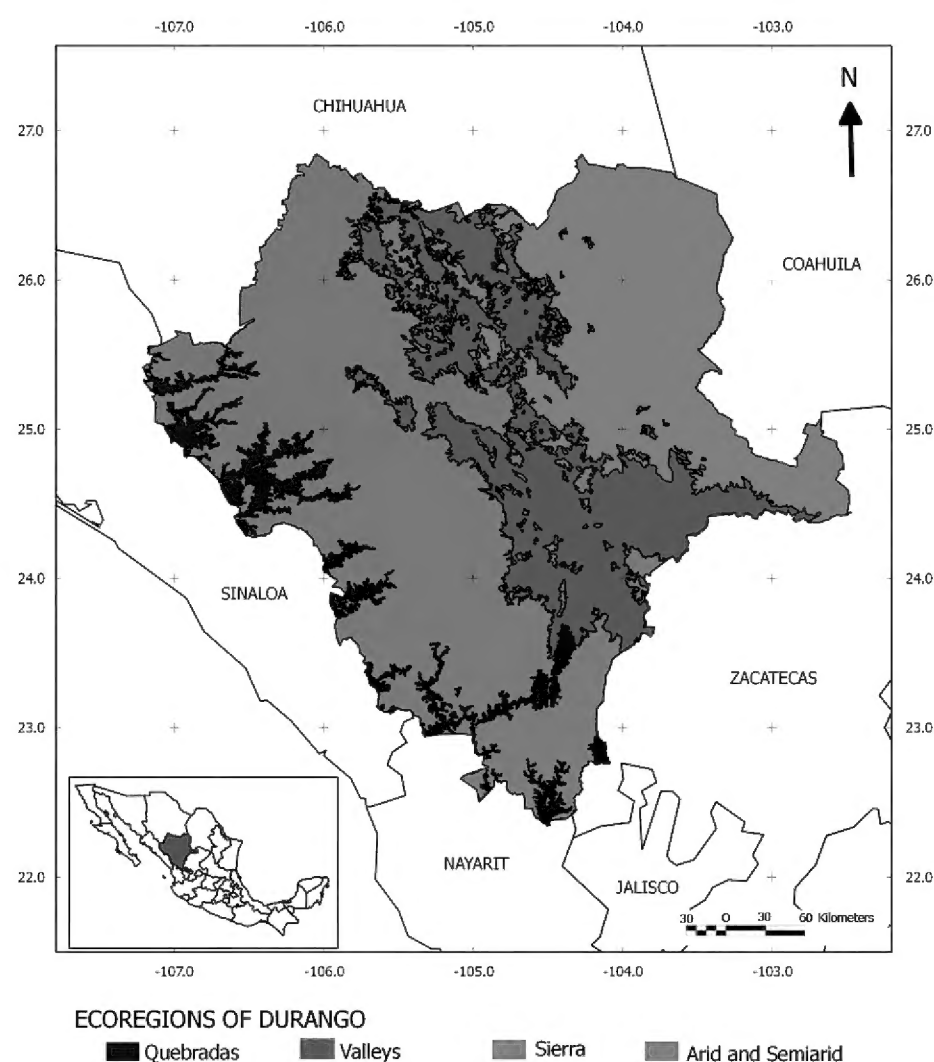 -107.0 -106.0 -105.0 -104.0 -103.0
N
CHIHUAHUA
27.0 27.0
COAHUILA
26.0 26.0
25.0 25.0
24.0 24.0
SINALOA
ZACATECAS
23.0 23.0
NAYARIT
JALISCO
22.0 22.0
30 0 30 60 Kilometers
-107.0 -106.0 -105.0 -104.0 -103.0
ECOREGIONS OF DURANGO
Quebradas Valleys Sierra Arid and Semiarid